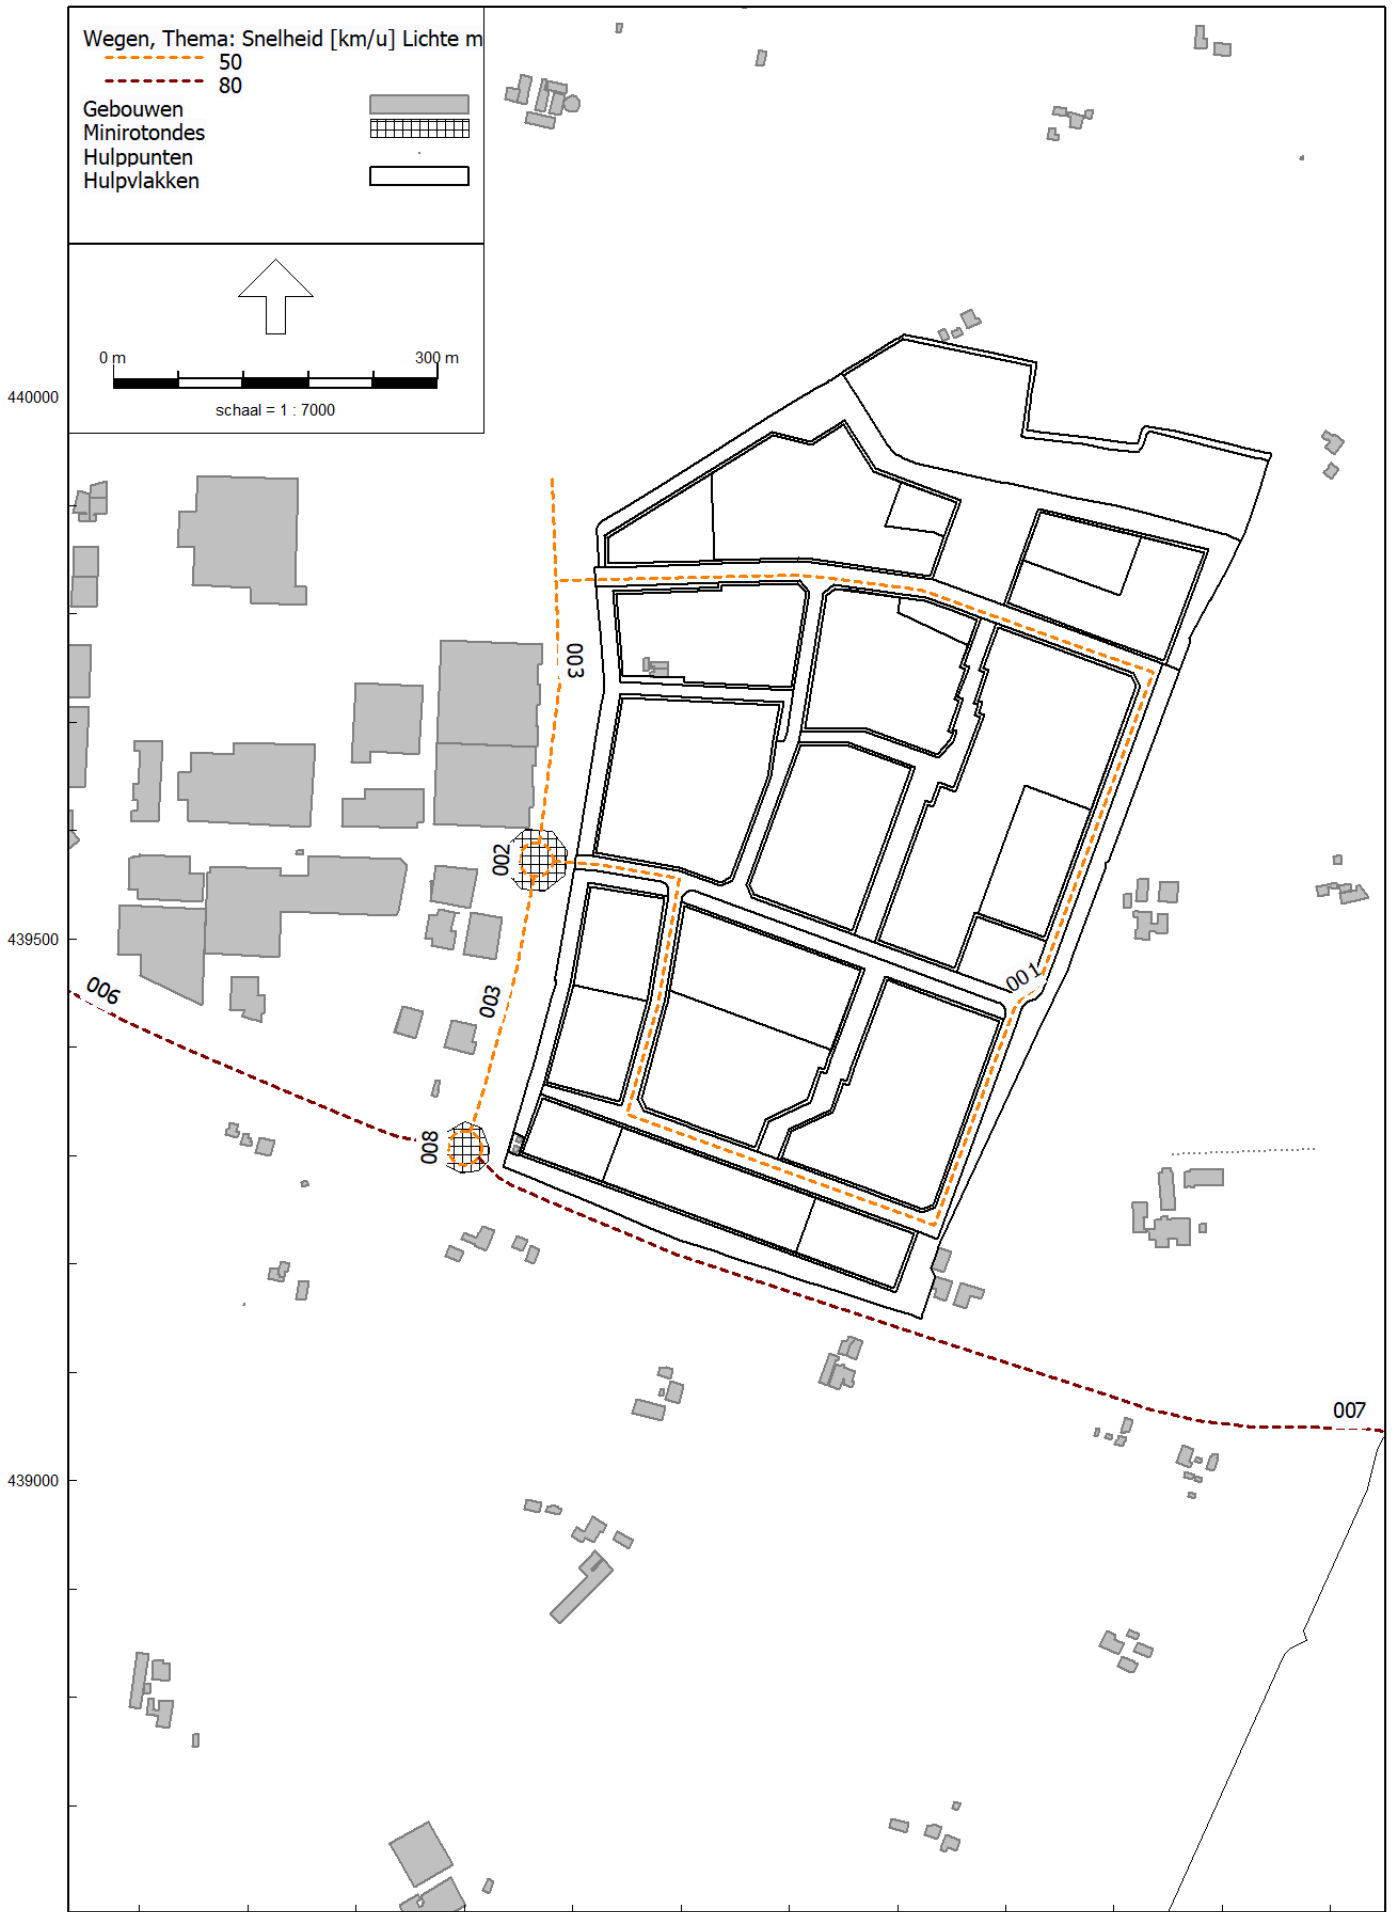 Wegen, Thema: Snelheid [km/u] Lichte m
50
80
Gebouwen
Minirotondes
Hulppunten
Hulpvlakken
0 m
300 m
schaal = 1 : 7000
440000
003
002
439500
001
006
003
008
007
439000